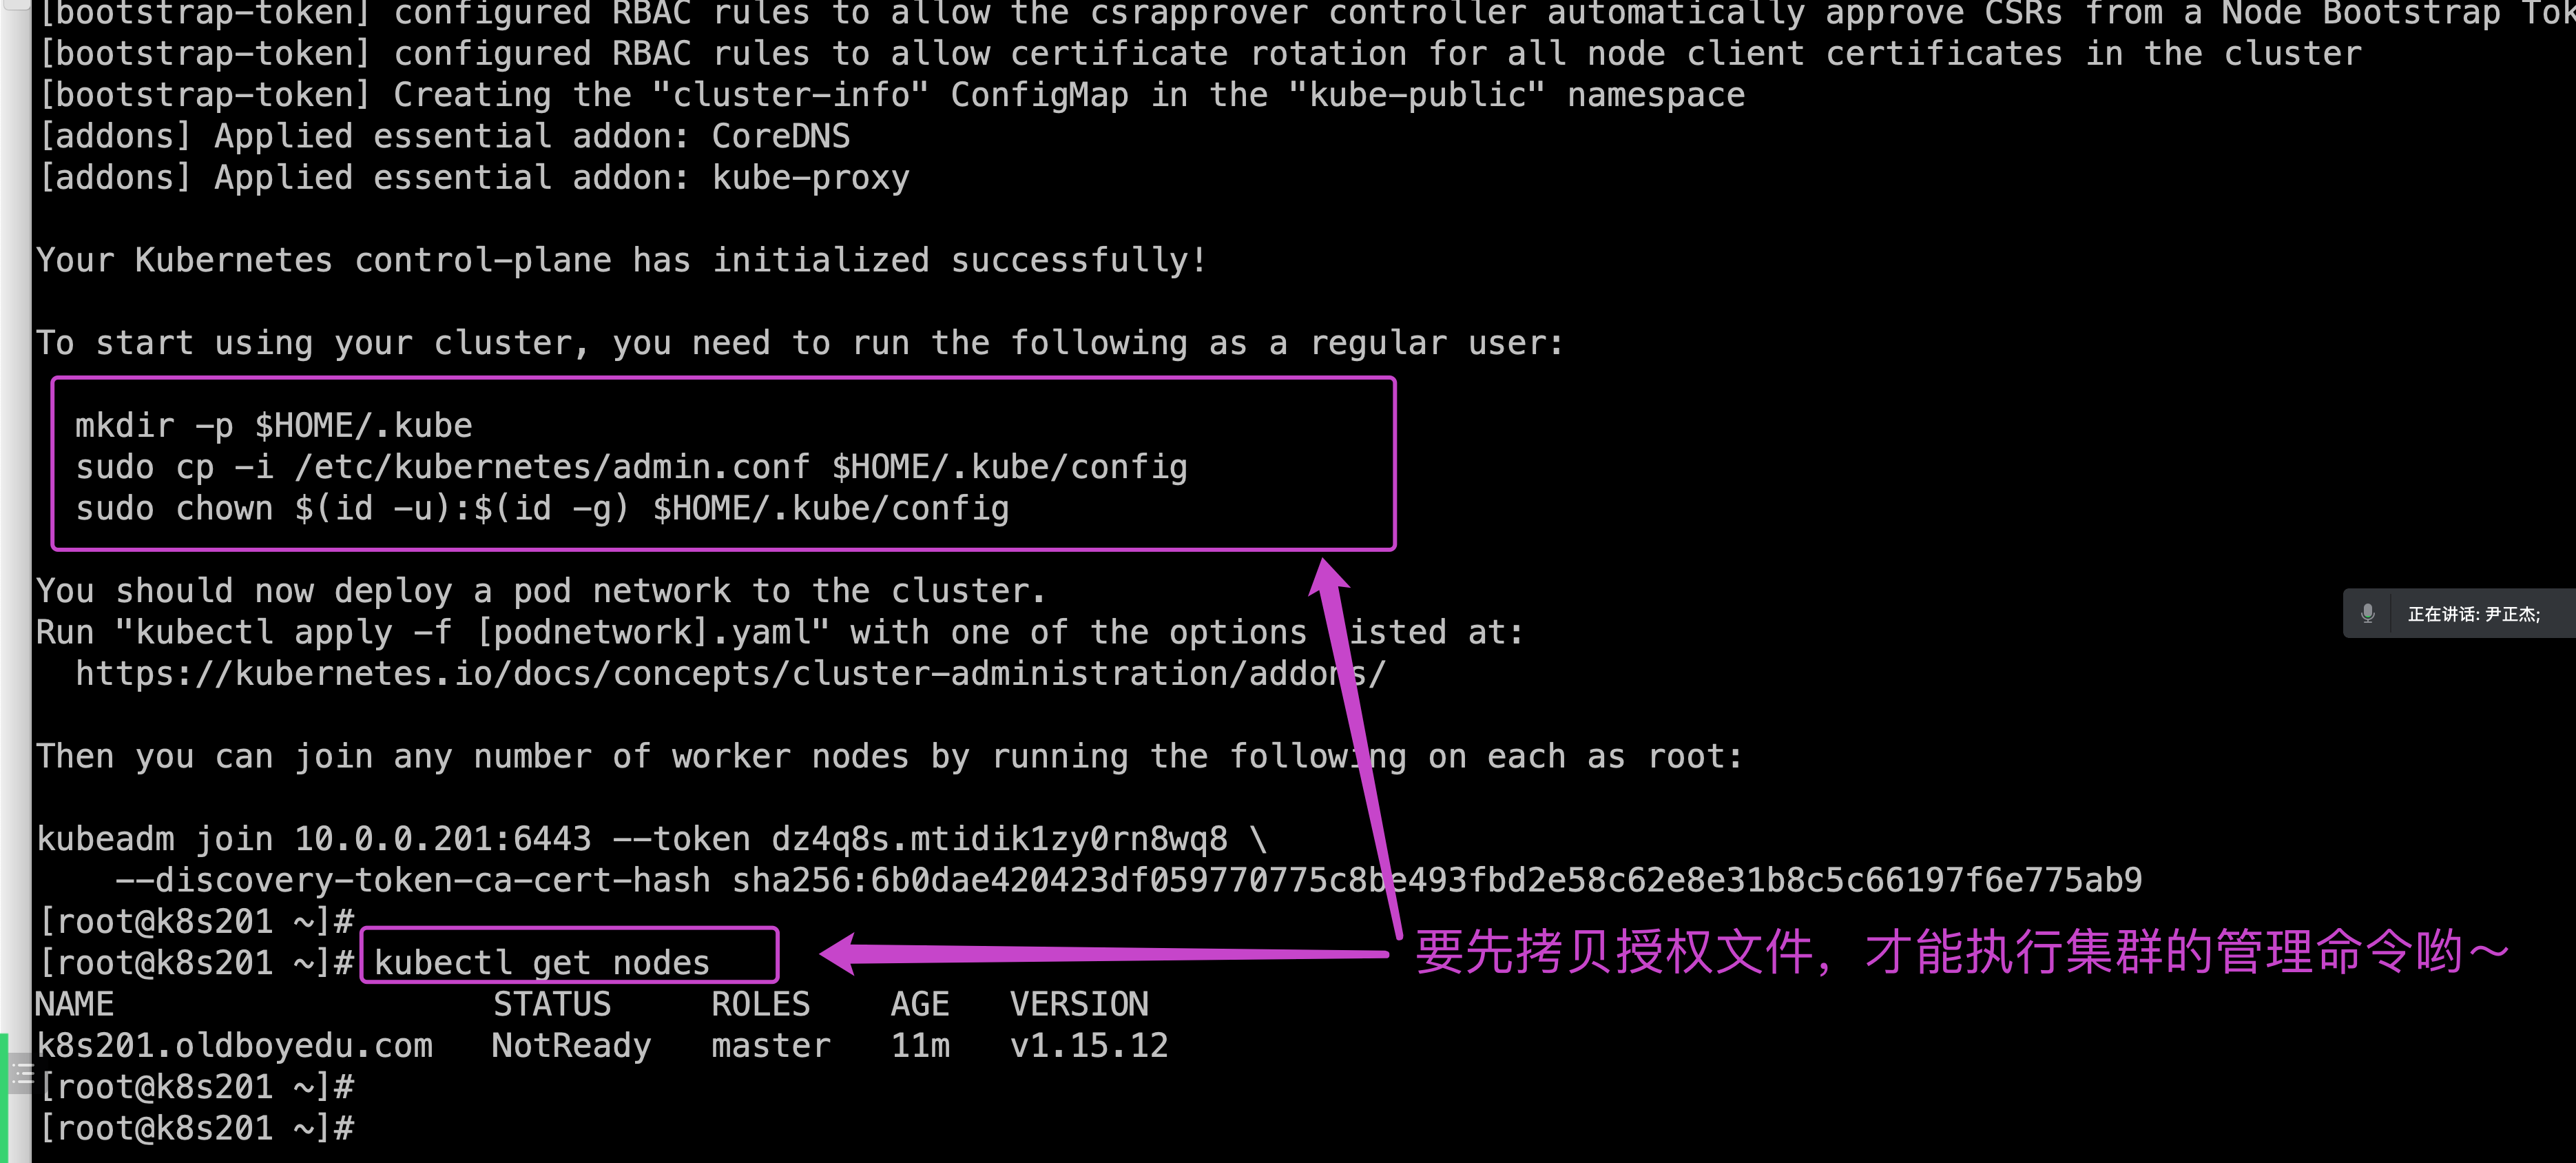 [bootstrap-token] configured RBAC rules to allow the csrapprover controller automatically approve CSRs from a Node Bootstrap Tok
[bootstrap-token] configured RBAC rules to allow certificate rotation for all node client certificates in the cluster
[bootstrap-token] Creating the "cluster-info" ConfigMap in the "kube-public" namespace
[addons] Applied essential addon: CoreDNS
[addons] Applied essential addon: kube-proxy
Your Kubernetes control-plane has initialized successfully!
To start using your cluster, you need to run the following as a regular user:
mkdir -p $HOME/.kube
sudo cp -i /etc/kubernetes/admin.conf $HOME/.kube/config
sudo chown $(id -u):$(id -g) $HOME/.kube/config
You should now deploy a pod network to the cluster.
Run "kubectl apply -f [podnetwork].yaml" with one of the options listed at:
https://kubernetes.io/docs/concepts/cluster-administration/addons/
正在讲话: 尹正杰;
Then you can join any number of worker nodes by running the following on each as root:
kubeadm join 10.0.0.201:6443 --token dz4q8s.mtidik1zy0rn8wq8 \
--discovery-token-ca-cert-hash sha256:6b0dae420423df059770775c8be493fbd2e58c62e8e31b8c5c66197f6e775ab9
[root@k8s201 ~]#
[root@k8s201 ~]# kubectl get nodes
要先拷贝授权文件，才能执行集群的管理命令哟～
NAME STATUS ROLES AGE VERSION
k8s201.oldboyedu.com NotReady master 11m v1.15.12
[root@k8s201 ~]#
[root@k8s201 ~]#